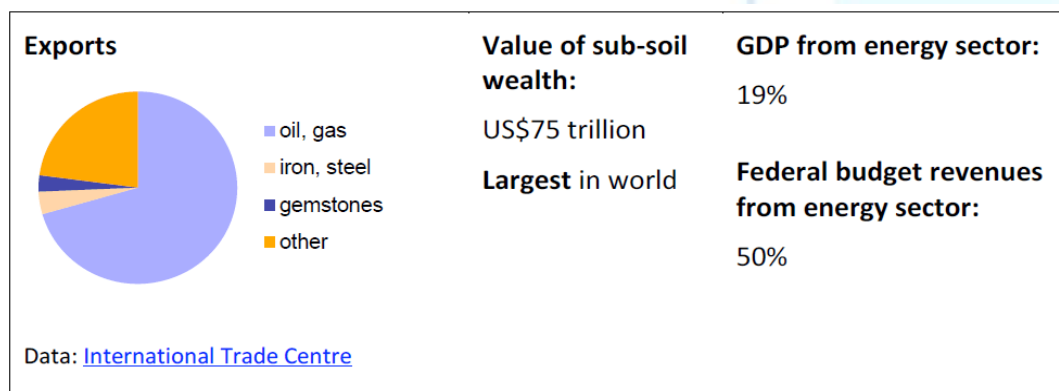 Exports
oil, gas
iron, steel
gemstones
other
Data: International Trade Centre
Value of sub-soil
wealth:
US$75 trillion
Largest in world
GDP from energy sector:
19%
Federal budget revenues
from energy sector:
50%